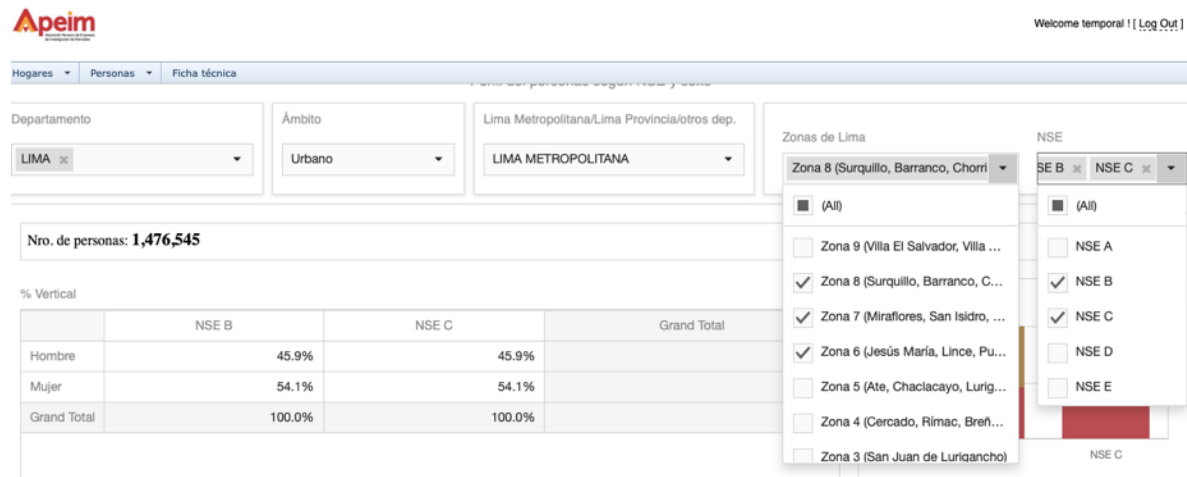 Apeim
Welcome temporal ! [ Log Out ]
Hogares Personas Ficha técnica
Departamento
LIMA
Ámbito
Urbano
Lima Metropolitana/Lima Provincia/otros dep.
LIMA METROPOLITANA
Zonas de Lima
Zona 8 (Surquillo, Barranco, Chorri
(All)
Zona 9 (Villa El Salvador, Villa ...
Zona 8 (Surquillo, Barranco, C...
Zona 7 (Miraflores, San Isidro, ...
Zona 6 (Jesús María, Lince, Pu...
Zona 5 (Ate, Chaclacayo, Lurig...
Zona 4 (Cercado, Rímac, Breñ...
Zona 3 (San Juan de Lurigancho)
NSE
SE B NSE C
(All)
NSE A
NSE B
NSE C
NSE D
NSE E
Nro. de personas: 1,476,545
% Vertical
NSE B NSE C Grand Total
Hombre 45.9% 45.9%
Mujer 54.1% 54.1%
Grand Total 100.0% 100.0%
NSE C